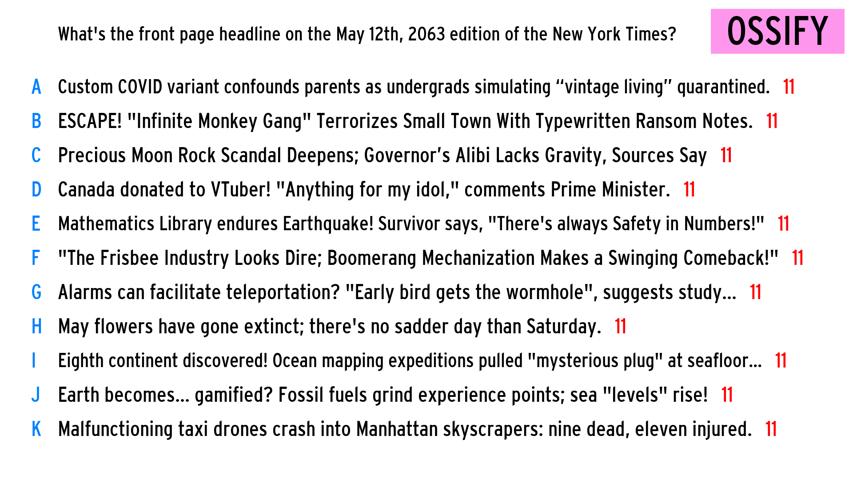 What's the front page headline on the May 12th, 2063 edition of the New York Times?
OSSIFY
A Custom COVID variant confounds parents as undergrads simulating “vintage living” quarantined. 11
B ESCAPE! "Infinite Monkey Gang" Terrorizes Small Town With Typewritten Ransom Notes. 11
C Precious Moon Rock Scandal Deepens; Governor’s Alibi Lacks Gravity, Sources Say 11
D Canada donated to VTuber! "Anything for my idol," comments Prime Minister. 11
E Mathematics Library endures Earthquake! Survivor says, "There's always Safety in Numbers!" 11
F "The Frisbee Industry Looks Dire; Boomerang Mechanization Makes a Swinging Comeback!" 11
G Alarms can facilitate teleportation? "Early bird gets the wormhole", suggests study... 11
H May flowers have gone extinct; there's no sadder day than Saturday. 11
I Eighth continent discovered! Ocean mapping expeditions pulled "mysterious plug" at seafloor... 11
J Earth becomes... gamified? Fossil fuels grind experience points; sea "levels" rise! 11
K Malfunctioning taxi drones crash into Manhattan skyscrapers: nine dead, eleven injured. 11